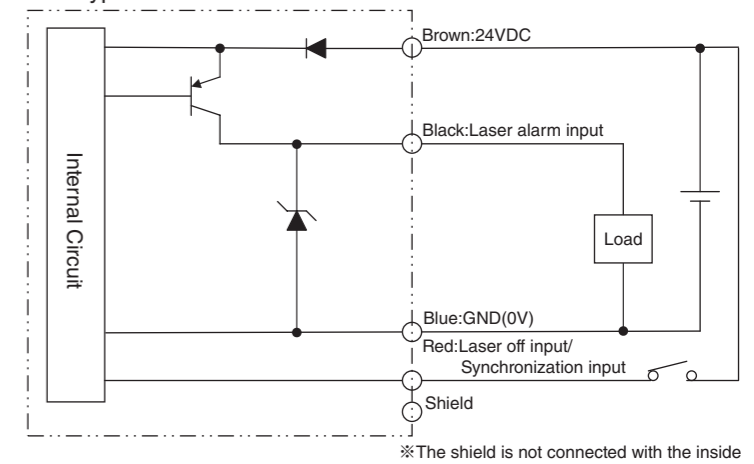 Brown:24VDC
Black:Laser alarm input
Internal Circuit
Load
Blue:GND(0V)
Red:Laser off input/
Synchronization input
Shield
※The shield is not connected with the inside